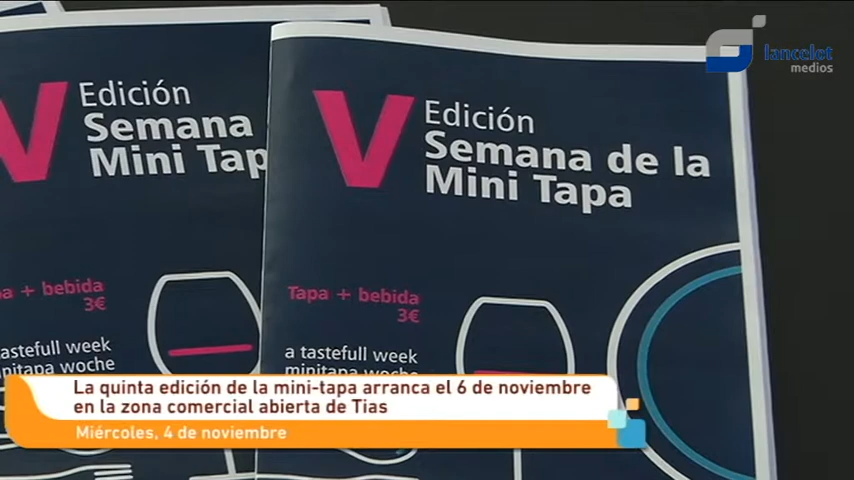 lancelot
medios
Edición
Semana
Mini Tap
V Edición
Semana de la
Mini Tapa
+ bebida
3€
Tapa + bebida
3€
tastefull week
minitapa woche
a tastefull week
minitapa woche
La quinta edición de la mini-tapa arranca el 6 de noviembre
en la zona comercial abierta de Tias
Miércoles, 4 de noviembre